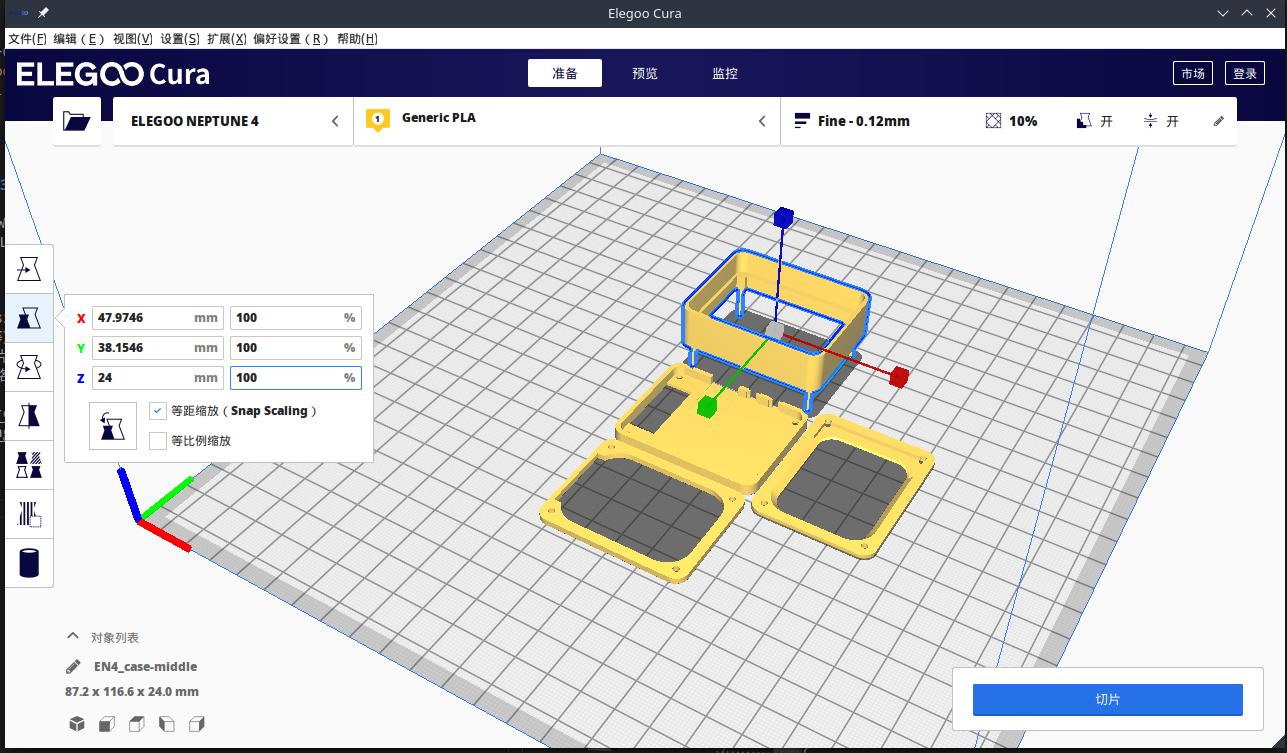 Elegoo Cura
文件(F) 编辑（E） 视图(V) 设置(S) 扩展(X) 偏好设置（R） 帮助(H)
ELEGOO Cura
准备 预览 监控
市场 登录
ELEGOO NEPTUNE 4
1 Generic PLA
Fine - 0.12mm 10% 开 开
X 47.9746 mm 100 %
Y 38.1546 mm 100 %
Z 24 mm 100 %
等距缩放（Snap Scaling）
等比例缩放
对象列表
EN4_case-middle
87.2 x 116.6 x 24.0 mm
切片